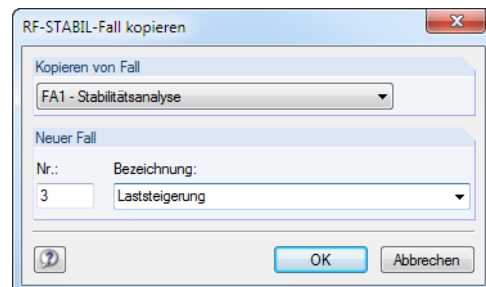 RF-STABIL-Fall kopieren
Kopieren von Fall
FA1 - Stabilitätsanalyse
Neuer Fall
Nr.: Bezeichnung:
3 Laststeigerung
OK Abbrechen